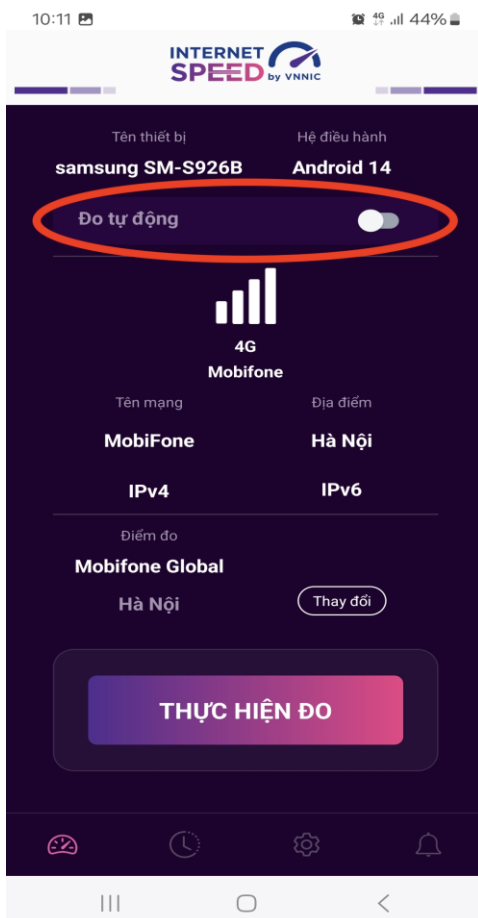 10:11 4G 44%
INTERNET
SPEED by VNNIC
Tên thiết bị Hệ điều hành
samsung SM-S926B Android 14
Đo tự động
4G
Mobifone
Tên mạng Địa điểm
MobiFone Hà Nội
IPv4 IPv6
Điểm đo
Mobifone Global
Hà Nội Thay đổi
THỰC HIỆN ĐO